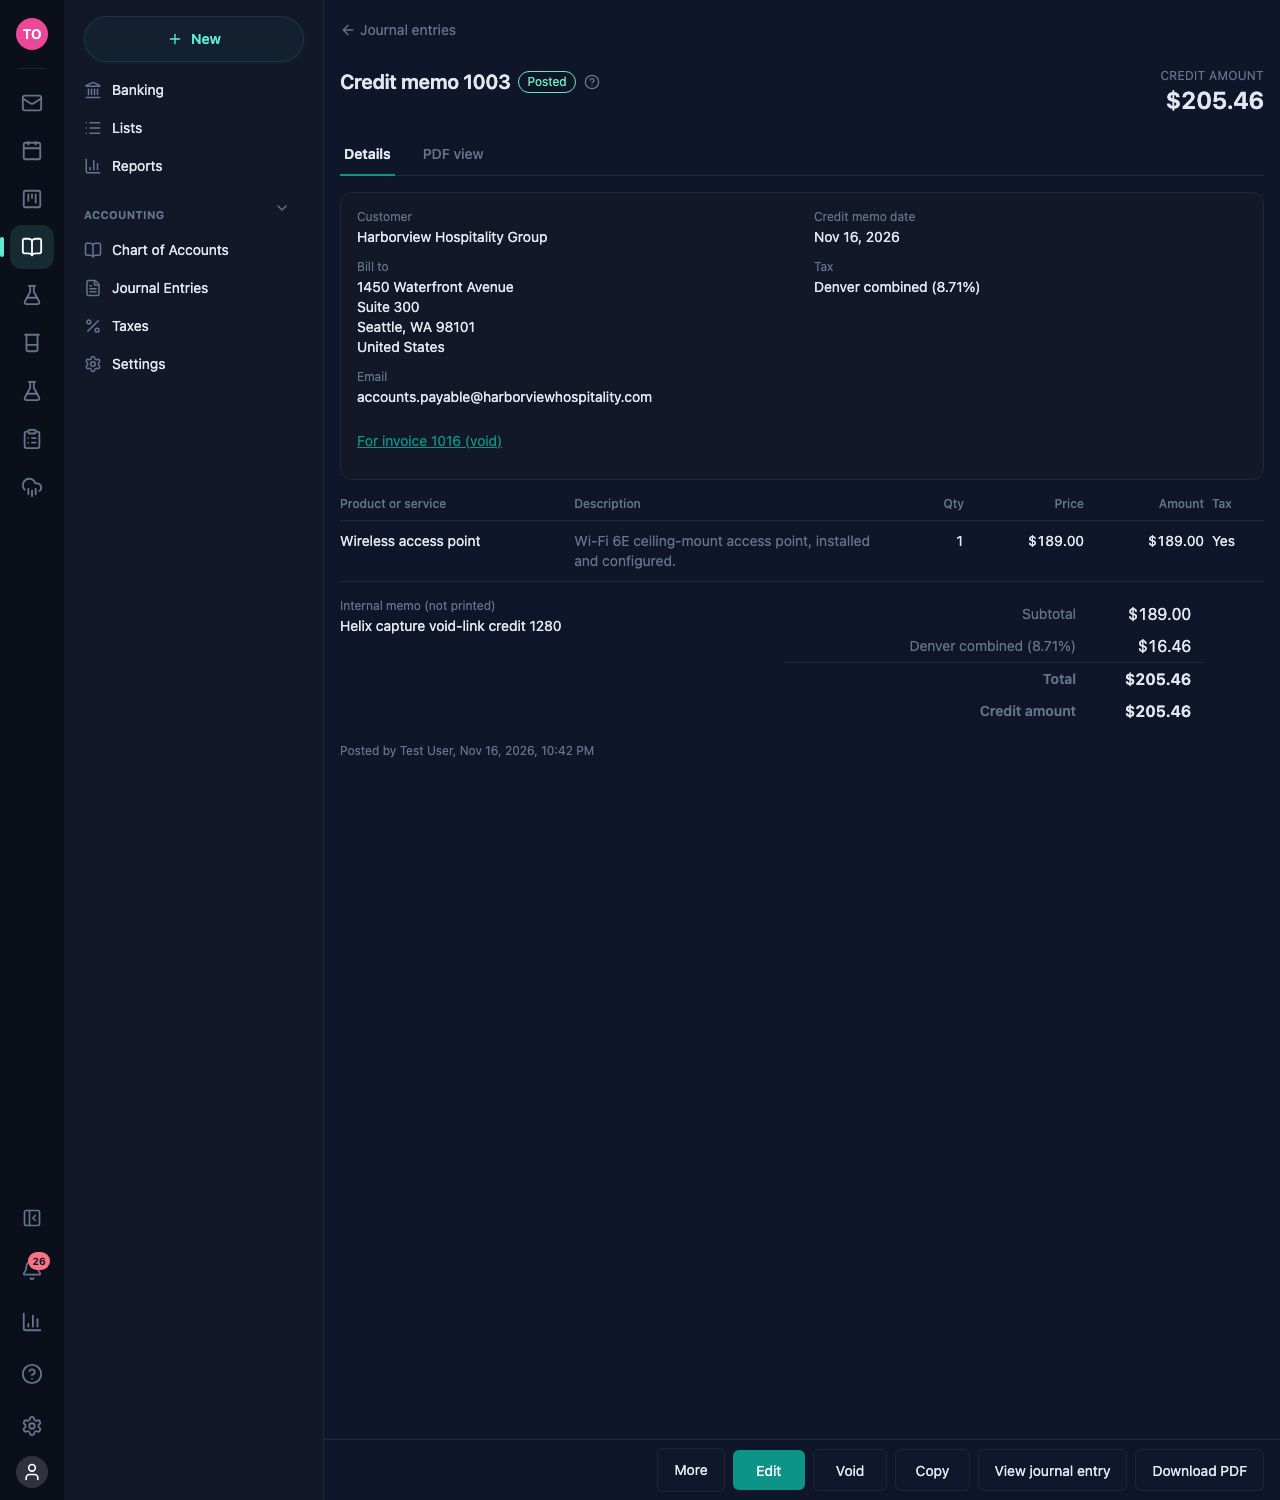 TO
New
Banking
Lists
Reports
ACCOUNTING
Chart of Accounts
Journal Entries
Taxes
Settings
26
Journal entries
Credit memo 1003
Posted
CREDIT AMOUNT
$205.46
Details
PDF view
Customer
Harborview Hospitality Group
Bill to
1450 Waterfront Avenue
Suite 300
Seattle, WA 98101
United States
Email
accounts.payable@harborviewhospitality.com
For invoice 1016 (void)
Credit memo date
Nov 16, 2026
Tax
Denver combined (8.71%)
Product or service Description Qty Price Amount Tax
Wireless access point Wi-Fi 6E ceiling-mount access point, installed 1 $189.00 $189.00 Yes
and configured.
Internal memo (not printed)
Helix capture void-link credit 1280
Subtotal $189.00
Denver combined (8.71%) $16.46
Total $205.46
Credit amount $205.46
Posted by Test User, Nov 16, 2026, 10:42 PM
More
Edit
Void
Copy
View journal entry
Download PDF